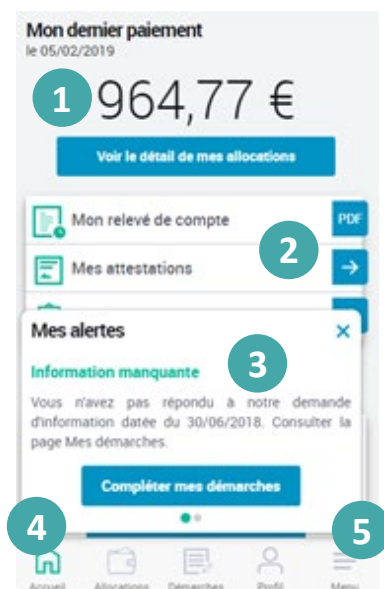 Mon dernier paiement
le 05/02/2019
1
964,77 €
Voir le détail de mes allocations
Mon relevé de compte
PDF
2
Mes attestations
Mes alertes
3
Information manquante
Vous n'avez pas répondu à notre demande
d'information datée du 30/06/2018. Consulter la
page Mes démarches.
Compléter mes démarches
4
5
Accueil Allocations Démarches Profil Menu